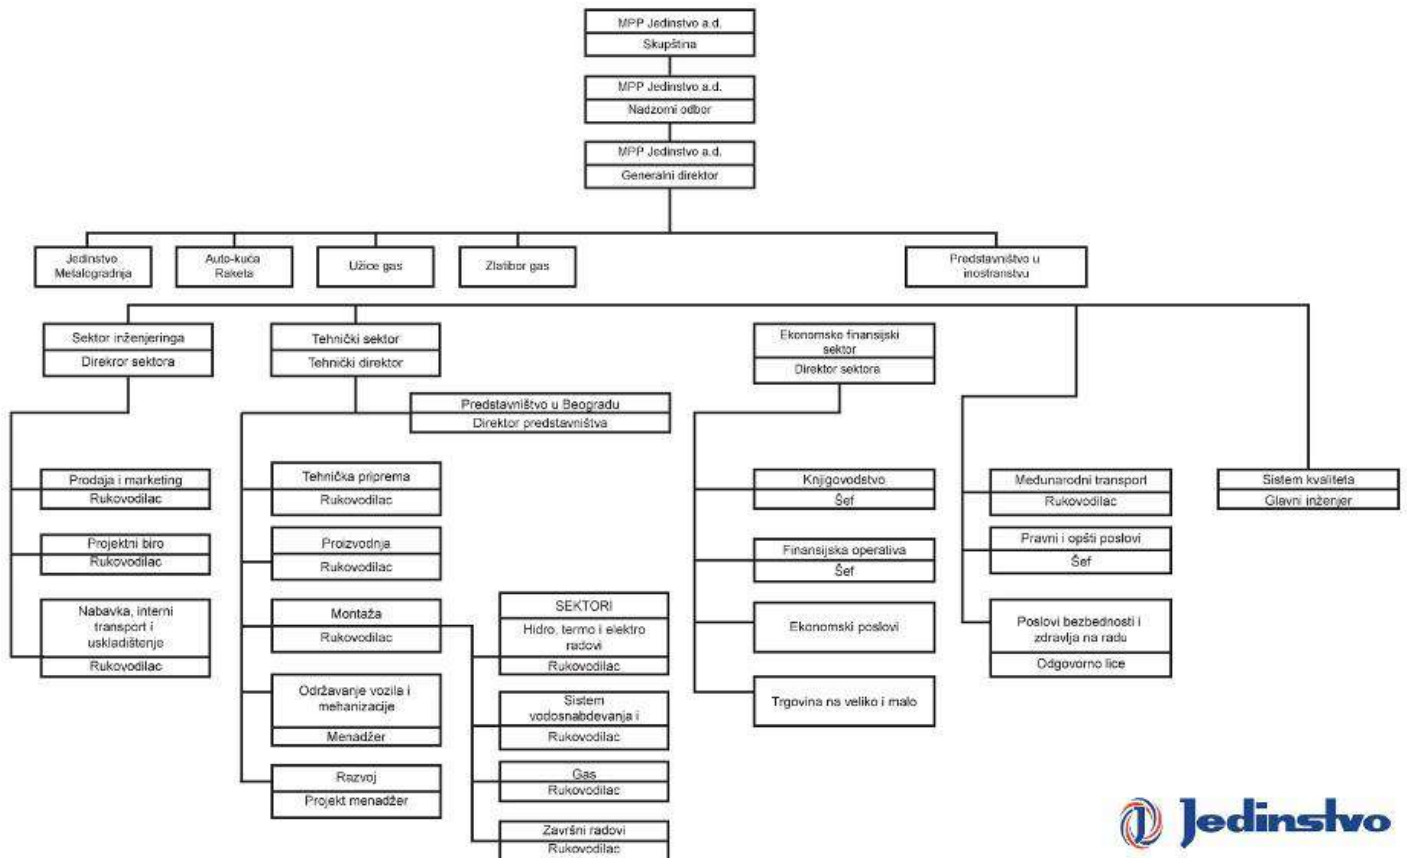 MPP Jedinstvo a.d.
Skupština
MPP Jedinstvo a.d.
Nadzorni odbor
MPP Jedinstvo a.d.
Generalni direktor
Jedinstvo
Metalogradnja
Auto-kuća
Raketa
Užice gas
Zlatibor gas
Predstavništvo u
inostranstvu
Sektor inženjeringa
Direkror sektora
Tehnički sektor
Tehnički direktor
Ekonomsko finansijski
sektor
Direktor sektora
Predstavništvo u Beogradu
Direktor predstavništva
Prodaja i marketing
Rukovodilac
Projektni biro
Rukovodilac
Nabavka, interni
transport i
uskladištenje
Rukovodilac
Tehnička priprema
Rukovodilac
Proizvodnja
Rukovodilac
Montaža
Rukovodilac
Održavanje vozila i
mehanizacije
Menadžer
Razvoj
Projekt menadžer
SEKTORI
Hidro, termo i elektro
radovi
Rukovodilac
Sistem
vodosnabdevanja i
Rukovodilac
Gas
Rukovodilac
Završni radovi
Rukovodilac
Knjigovodstvo
Šef
Finansijska operativa
Šef
Ekonomski poslovi
Trgovina na veliko i malo
Međunarodni transport
Rukovodilac
Pravni i opšti poslovi
Šef
Poslovi bezbednosti i
zdravlja na radu
Odgovorno lice
Sistem kvaliteta
Glavni inženjer
Jedinstvo